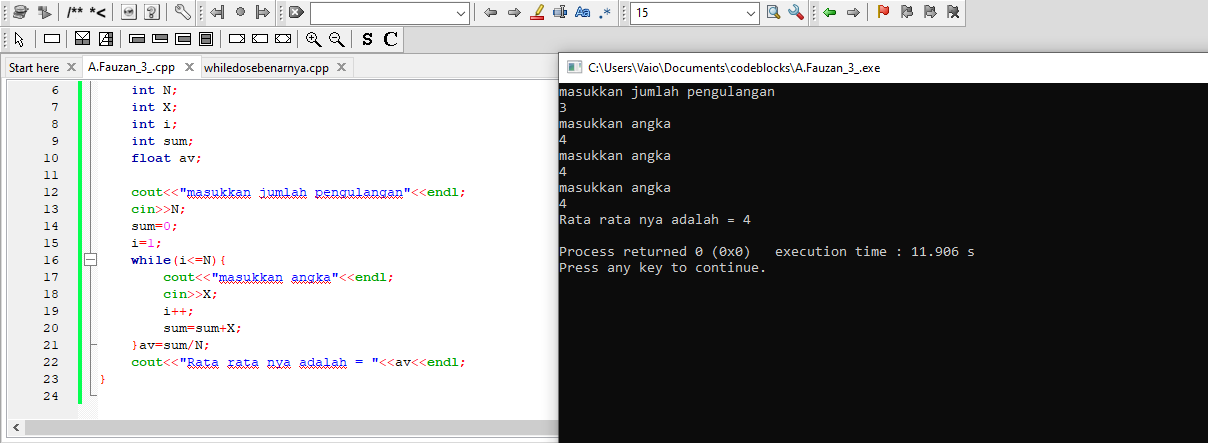 /** *<
15
S C
Start here A.Fauzan_3_.cpp whiledosebenarnya.cpp
6 int N;
7 int X;
8 int i;
9 int sum;
10 float av;
11
12 cout<<"masukkan jumlah pengulangan"<<endl;
13 cin>>N;
14 sum=0;
15 i=1;
16 while(i<=N){
17 cout<<"masukkan angka"<<endl;
18 cin>>X;
19 i++;
20 sum=sum+X;
21 }av=sum/N;
22 cout<<"Rata rata nya adalah = "<<av<<endl;
23 }
24
C:\Users\Vaio\Documents\codeblocks\A.Fauzan_3_.exe
masukkan jumlah pengulangan
3
masukkan angka
4
masukkan angka
4
masukkan angka
4
Rata rata nya adalah = 4
Process returned 0 (0x0) execution time : 11.906 s
Press any key to continue.